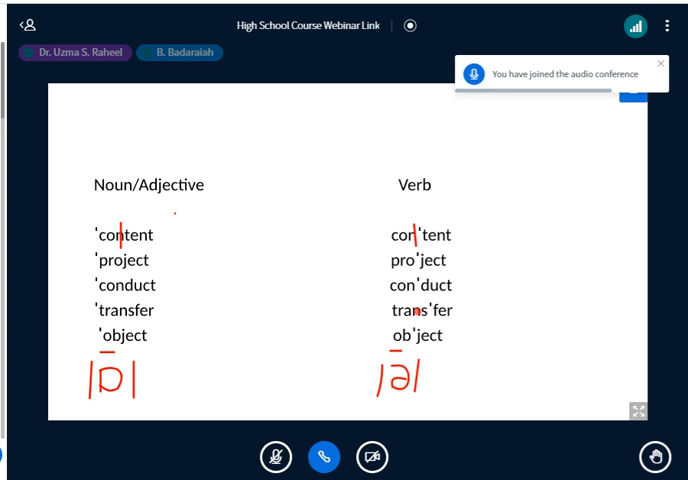 High School Course Webinar Link
Dr. Uzma S. Raheel B. Badaraiah
You have joined the audio conference
Noun/Adjective Verb
ˈcontent conˈtent
ˈproject proˈject
ˈconduct conˈduct
ˈtransfer transˈfer
ˈobject obˈject
/ɒ/ /ə/